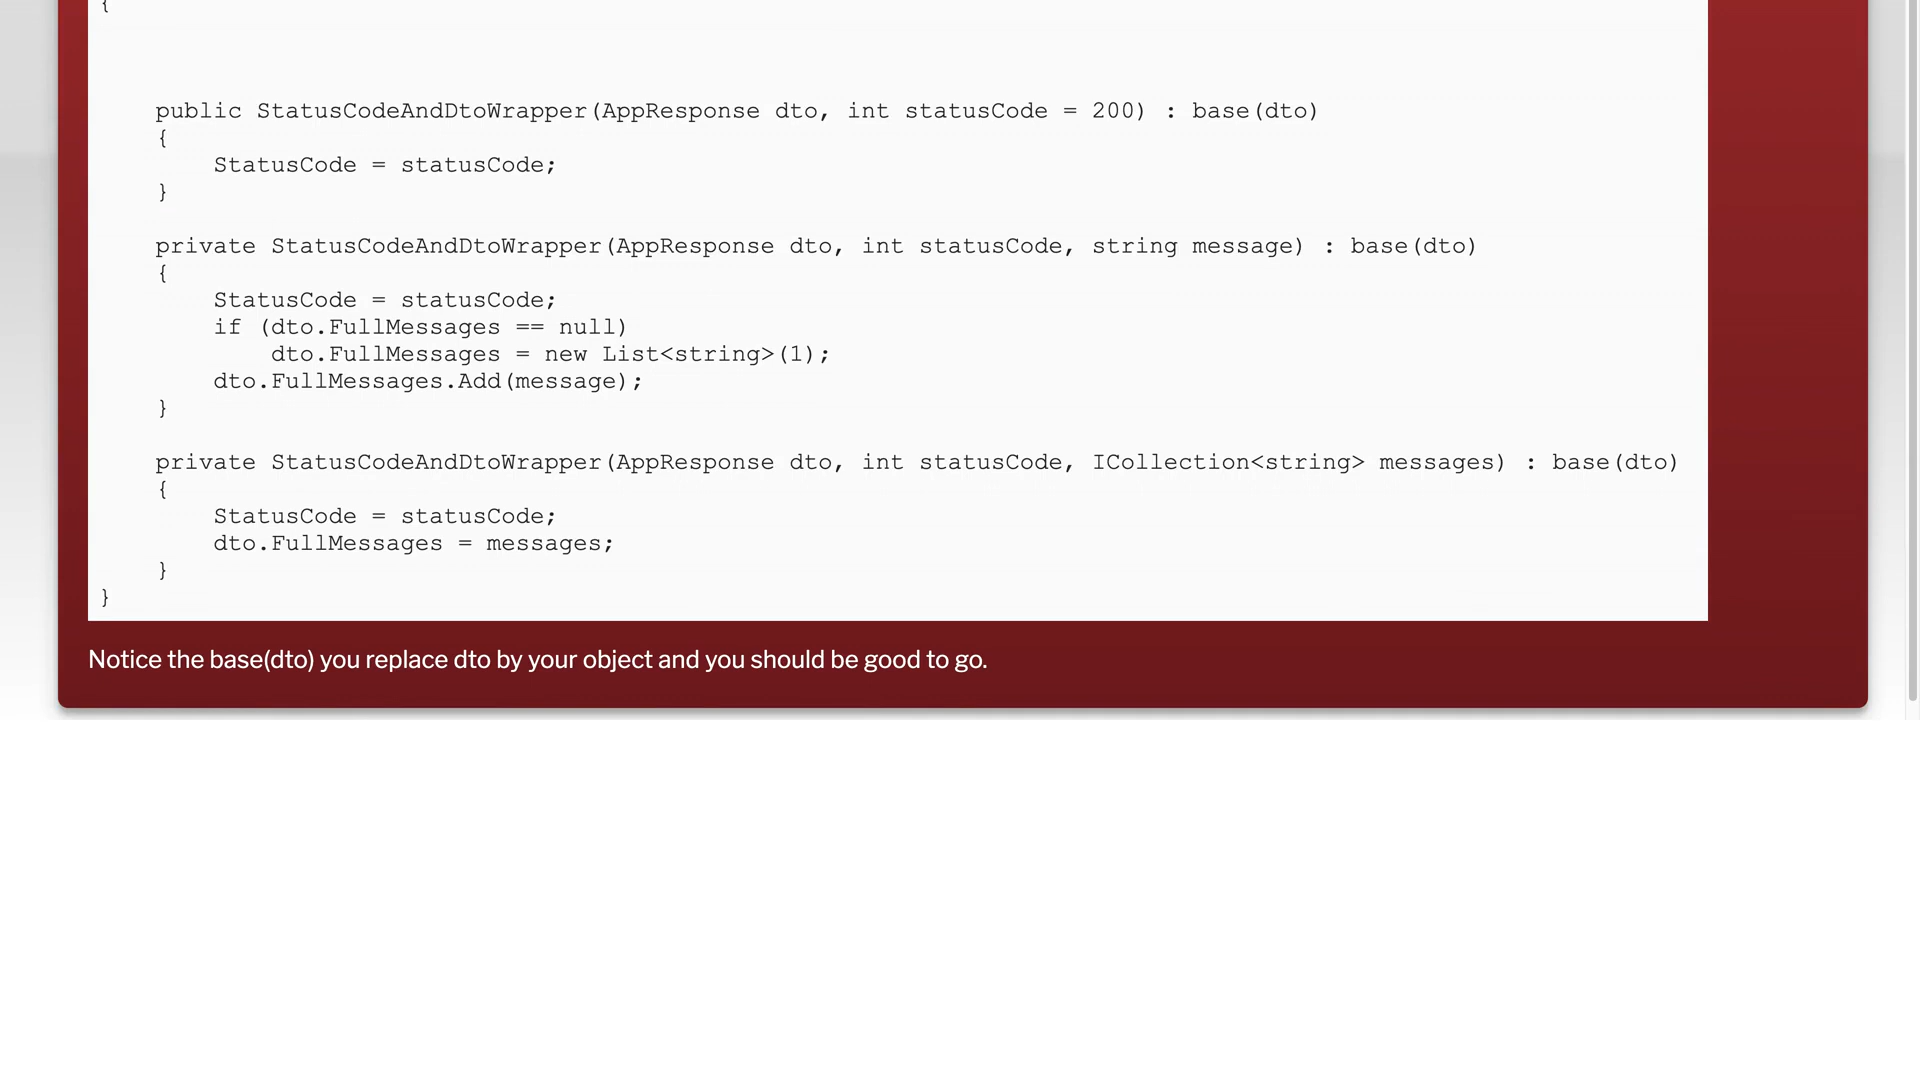 {
public StatusCodeAndDtoWrapper(AppResponse dto, int statusCode = 200) : base(dto)
{
StatusCode = statusCode;
}
private StatusCodeAndDtoWrapper(AppResponse dto, int statusCode, string message) : base(dto)
{
StatusCode = statusCode;
if (dto.FullMessages == null)
dto.FullMessages = new List<string>(1);
dto.FullMessages.Add(message);
}
private StatusCodeAndDtoWrapper(AppResponse dto, int statusCode, ICollection<string> messages) : base(dto)
{
StatusCode = statusCode;
dto.FullMessages = messages;
}
}
Notice the base(dto) you replace dto by your object and you should be good to go.